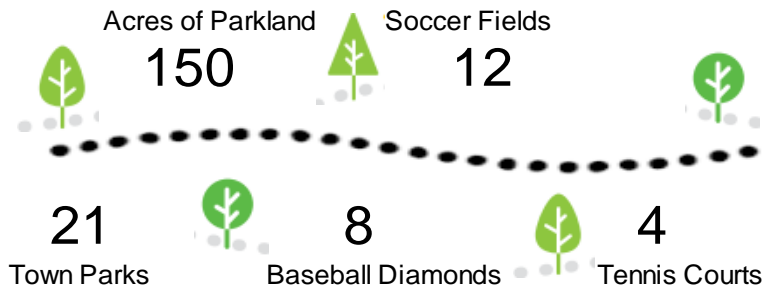 Acres of Parkland
150
Soccer Fields
12
21
Town Parks
8
Baseball Diamonds
4
Tennis Courts